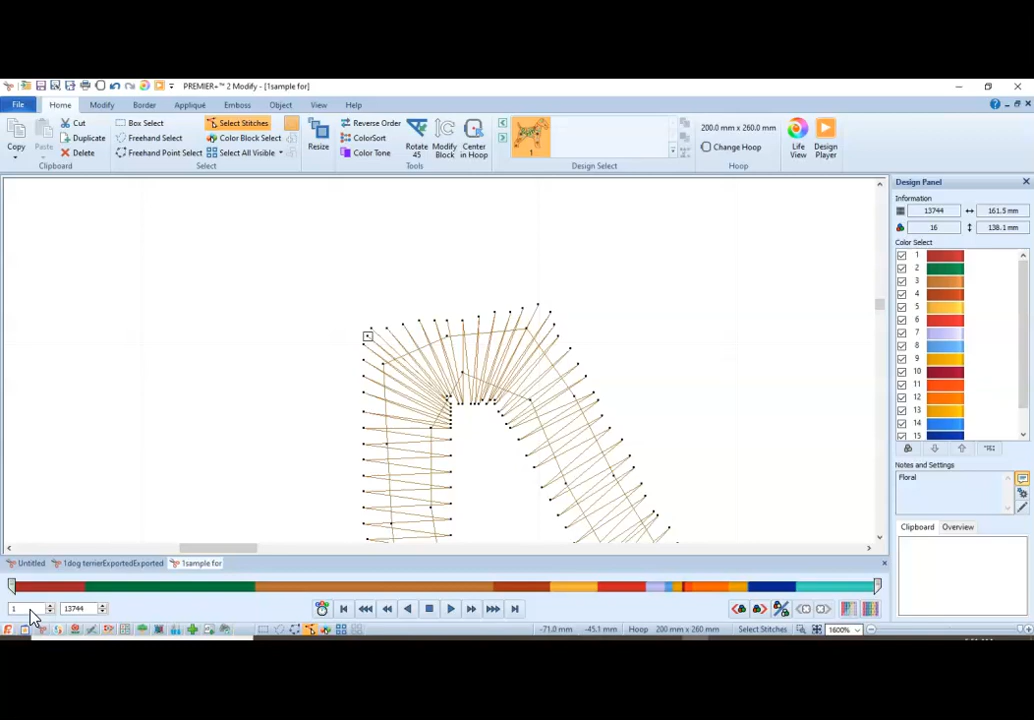 PREMIER+™ 2 Modify - [1sample for]
File Home Modify Border Appliqué Emboss Object View Help
Copy Paste Cut Duplicate Delete Clipboard
Box Select Freehand Select Freehand Point Select Select Stitches Color Block Select Select All Visible Select
Resize Reverse Order ColorSort Color Tone Rotate 45 Modify Block Center in Hoop Tools
1 Design Select
200.0 mm x 260.0 mm Change Hoop Hoop
Life View Design Player
Design Panel
Information
13744 161.5 mm
16 138.1 mm
Color Select
1
2
3
4
5
6
7
8
9
10
11
12
13
14
15
Notes and Settings
Floral
Clipboard Overview
Untitled 1dog terrierExportedExported 1sample for
1 13744
-71.0 mm -45.1 mm Hoop 200 mm x 260 mm Select Stitches 1600%